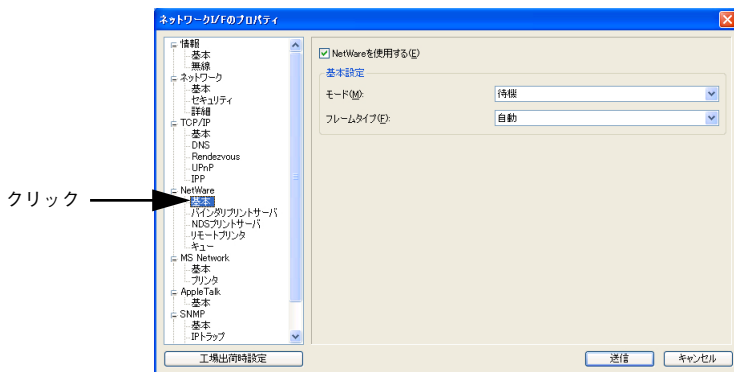 ネットワークI/Fのプロパティ
情報
基本
無線
ネットワーク
基本
セキュリティ
詳細
TCP/IP
基本
DNS
Rendezvous
UPnP
IPP
NetWare
基本
バインダリプリントサーバ
NDSプリントサーバ
リモートプリンタ
キュー
MS Network
基本
プリンタ
AppleTalk
基本
SNMP
基本
IPトラップ
クリック
NetWareを使用する(E)
基本設定
モード(M): 待機
フレームタイプ(F): 自動
工場出荷時設定 送信 キャンセル